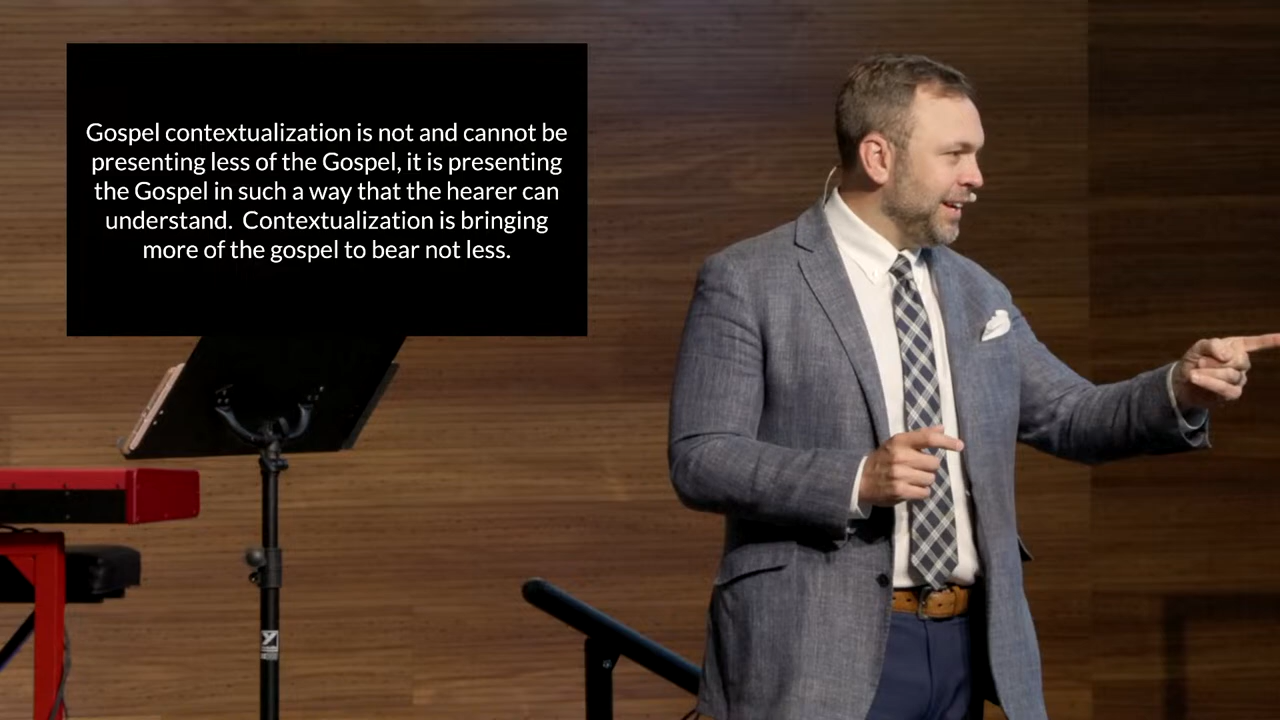 Gospel contextualization is not and cannot be
presenting less of the Gospel, it is presenting
the Gospel in such a way that the hearer can
understand.  Contextualization is bringing
more of the gospel to bear not less.